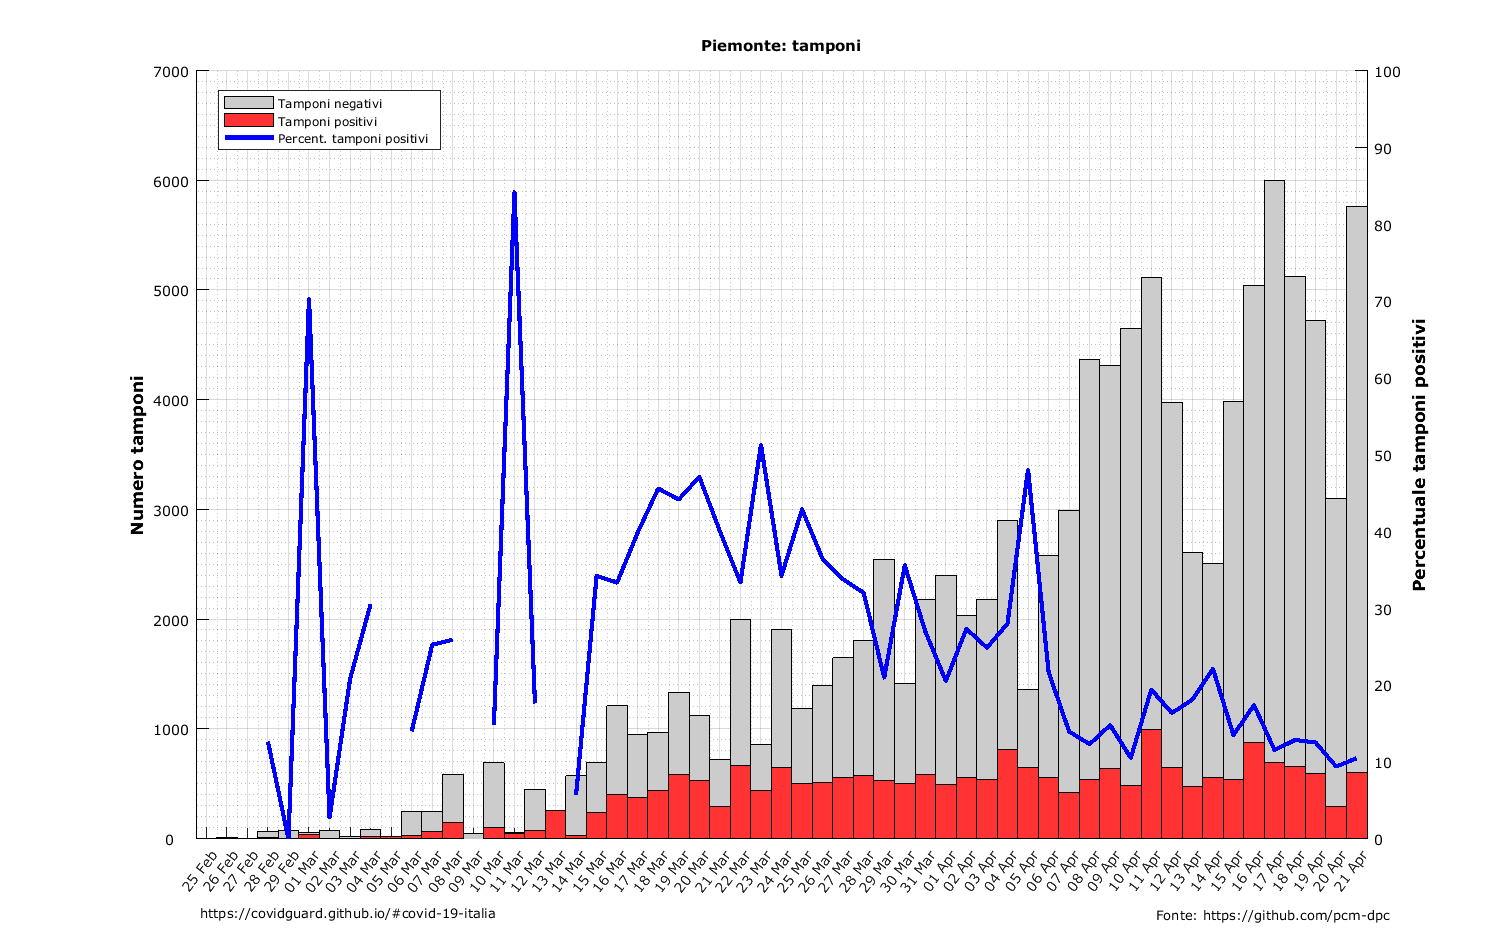 Piemonte: tamponi
7000
6000
5000
4000
3000
2000
1000
0
Numero tamponi
Tamponi negativi
Tamponi positivi
Percent. tamponi positivi
100
90
80
70
60
50
40
30
20
10
0
Percentuale tamponi positivi
25 Feb
26 Feb
27 Feb
28 Feb
29 Feb
01 Mar
02 Mar
03 Mar
04 Mar
05 Mar
06 Mar
07 Mar
08 Mar
09 Mar
10 Mar
11 Mar
12 Mar
13 Mar
14 Mar
15 Mar
16 Mar
17 Mar
18 Mar
19 Mar
20 Mar
21 Mar
22 Mar
23 Mar
24 Mar
25 Mar
26 Mar
27 Mar
28 Mar
29 Mar
30 Mar
31 Mar
01 Apr
02 Apr
03 Apr
04 Apr
05 Apr
06 Apr
07 Apr
08 Apr
09 Apr
10 Apr
11 Apr
12 Apr
13 Apr
14 Apr
15 Apr
16 Apr
17 Apr
18 Apr
19 Apr
20 Apr
21 Apr
https://covidguard.github.io/#covid-19-italia
Fonte: https://github.com/pcm-dpc